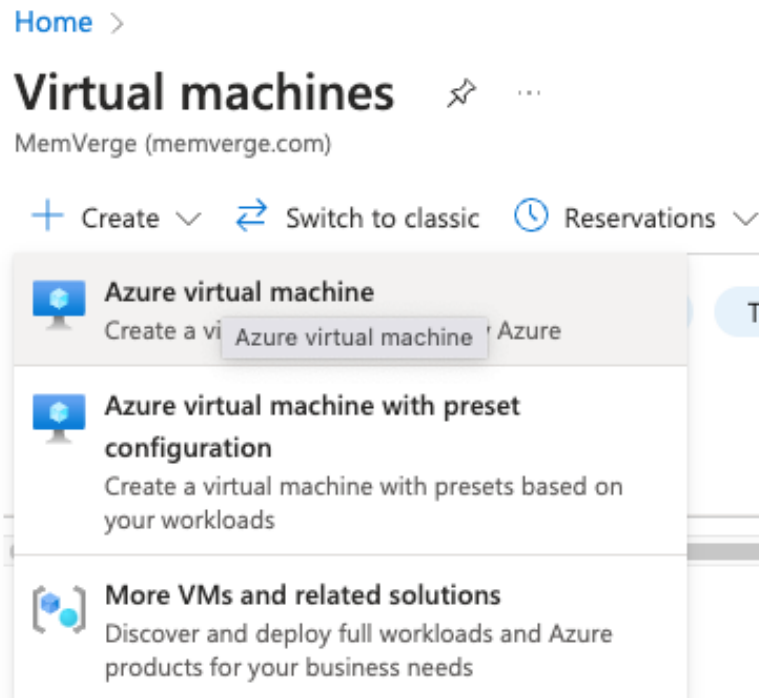 Home >
Virtual machines
MemVerge (memverge.com)
Create
Switch to classic
Reservations
Azure virtual machine
Create a vi
Azure virtual machine
Azure
Azure virtual machine with preset
configuration
Create a virtual machine with presets based on
your workloads
More VMs and related solutions
Discover and deploy full workloads and Azure
products for your business needs